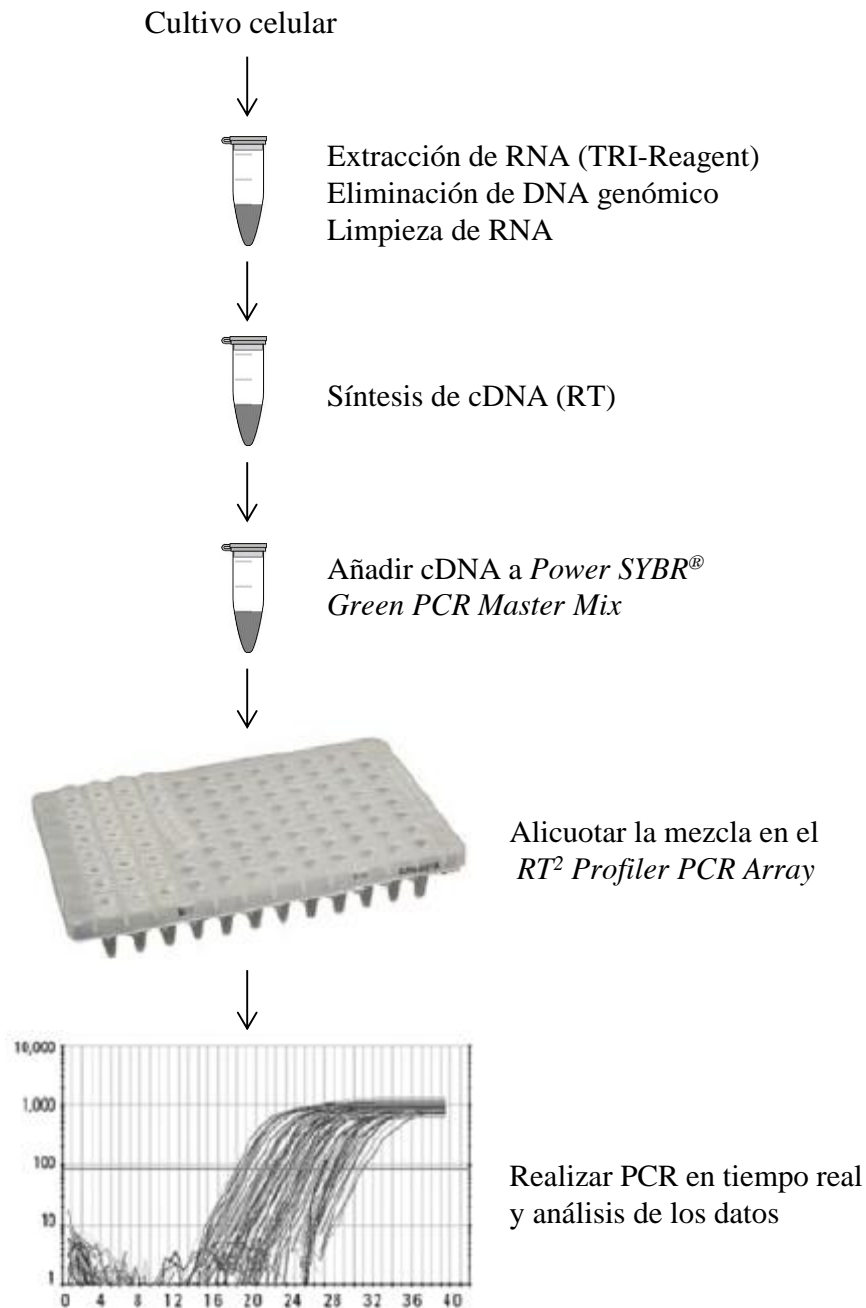 Cultivo celular
Extracción de RNA (TRI-Reagent)
Eliminación de DNA genómico
Limpieza de RNA
Síntesis de cDNA (RT)
Añadir cDNA a Power SYBR®
Green PCR Master Mix
Alicuotar la mezcla en el
RT² Profiler PCR Array
10,000
1,000
100
10
1
0 4 8 12 16 20 24 28 32 36 40
Realizar PCR en tiempo real
y análisis de los datos